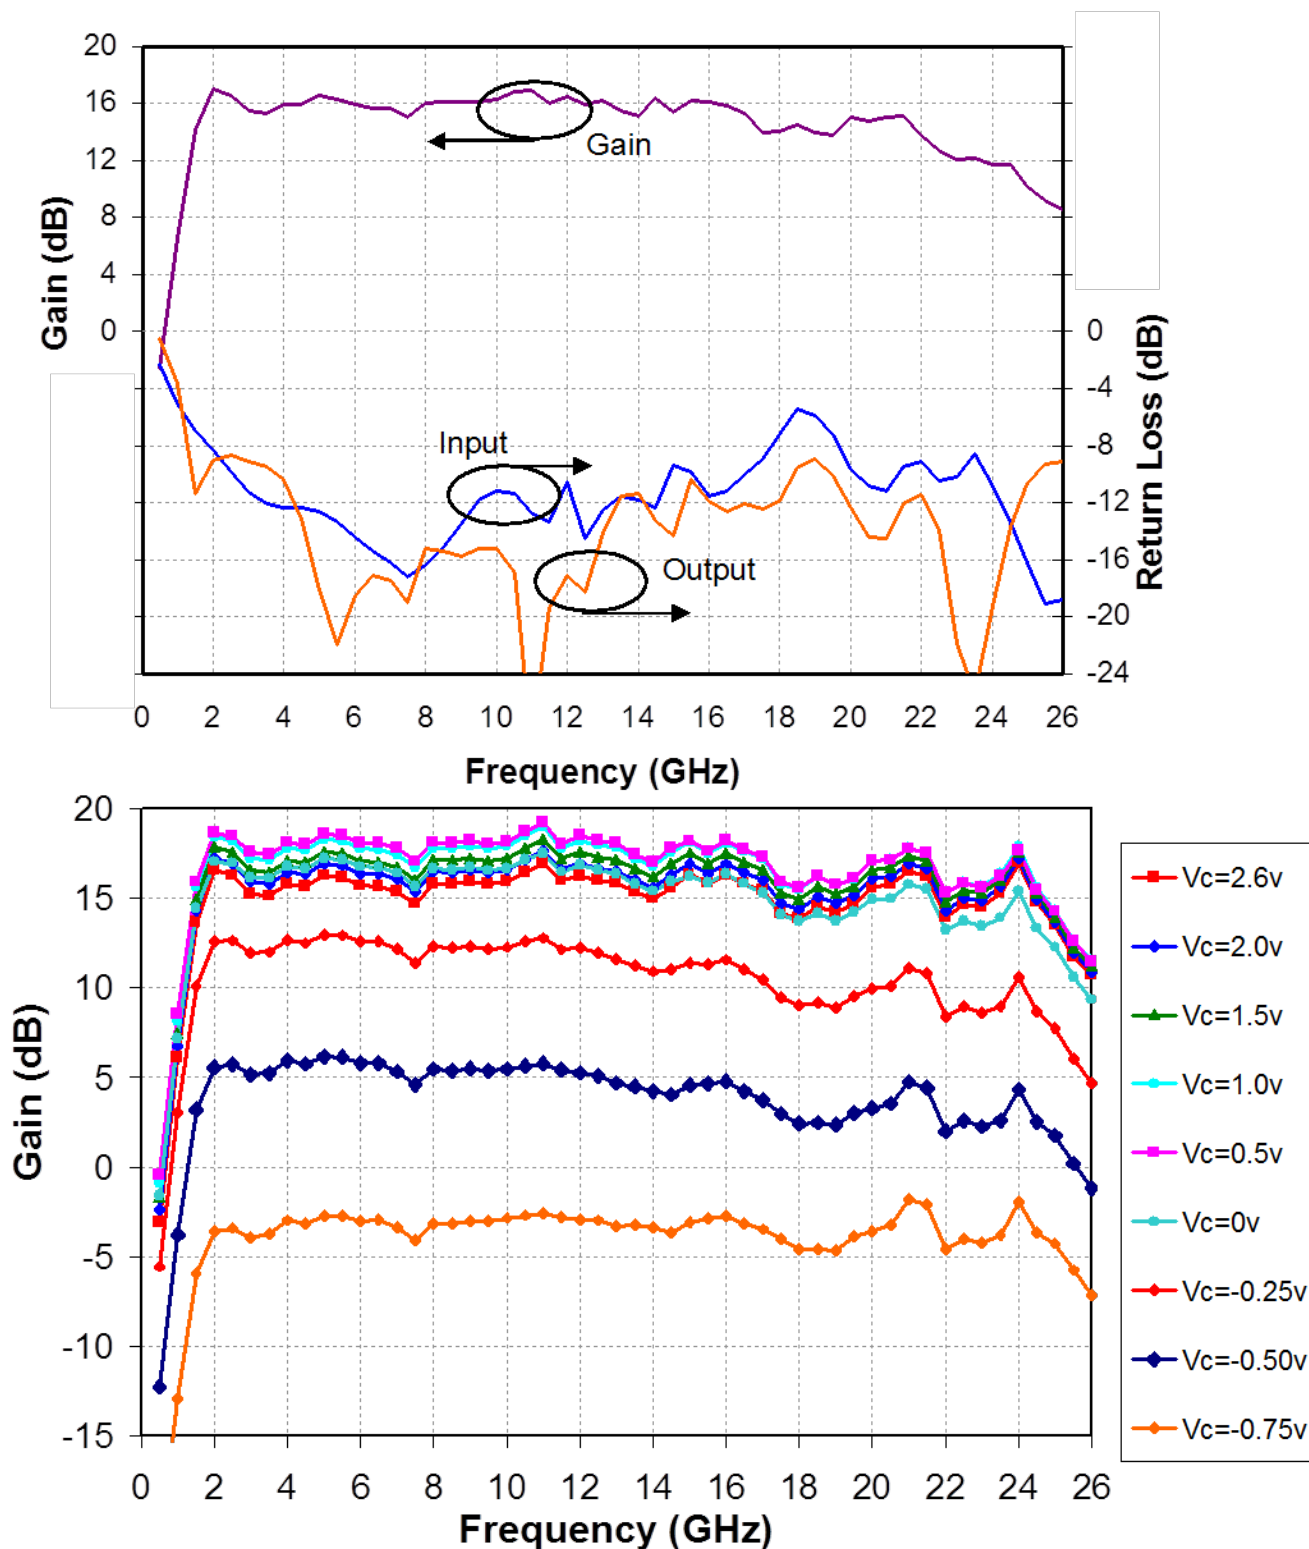 20
16
12
8
4
0
Gain (dB)
Gain
Input
Output
0
-4
-8
-12
-16
-20
-24
Return Loss (dB)
0 2 4 6 8 10 12 14 16 18 20 22 24 26
Frequency (GHz)
20
15
10
5
0
-5
-10
-15
Gain (dB)
0 2 4 6 8 10 12 14 16 18 20 22 24 26
Frequency (GHz)
Vc=2.6v
Vc=2.0v
Vc=1.5v
Vc=1.0v
Vc=0.5v
Vc=0v
Vc=-0.25v
Vc=-0.50v
Vc=-0.75v